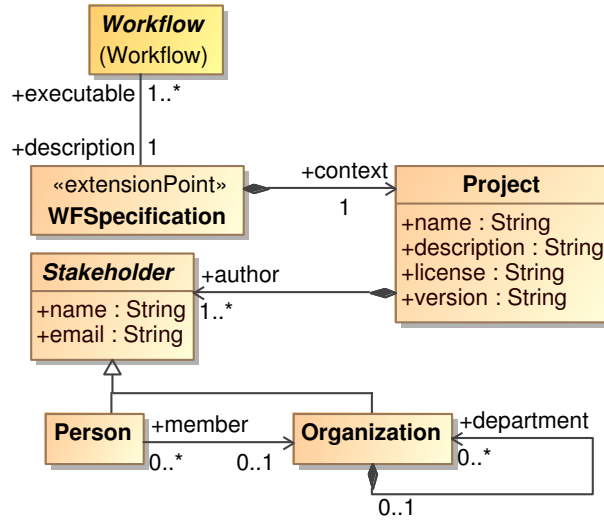 Workflow
(Workflow)
+executable
1..*
+description
1
«extensionPoint»
WFSpecification
+context
1
Project
+name : String
+description : String
+license : String
+version : String
Stakeholder
+name : String
+email : String
+author
1..*
Person
+member
0..*
0..1
Organization
+department
0..*
0..1